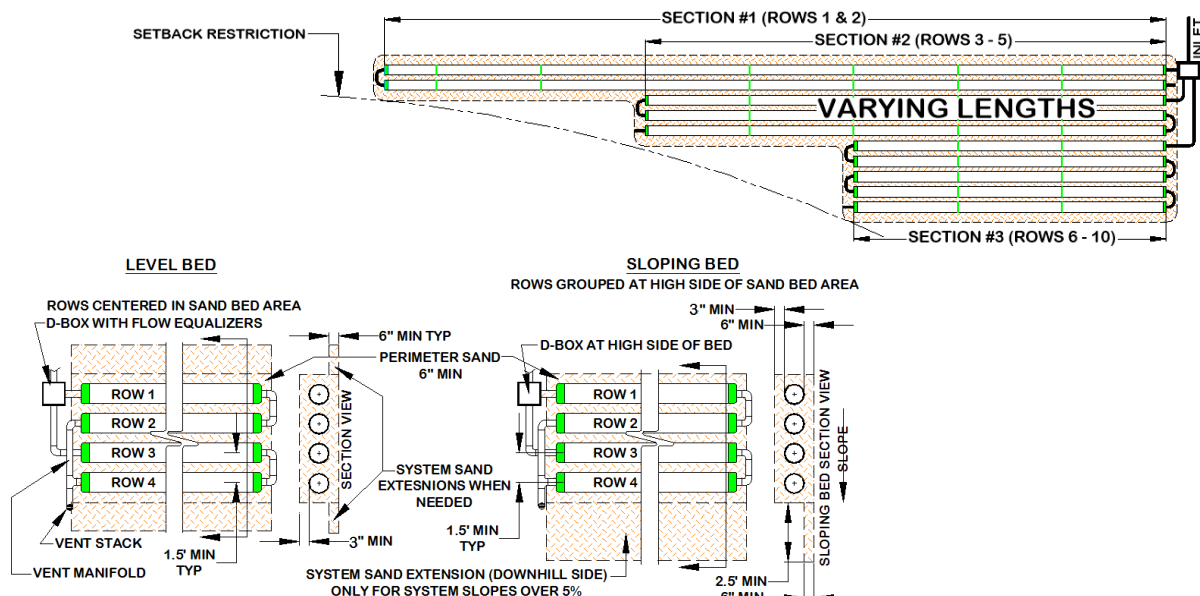 SECTION #1 (ROWS 1 & 2)
SETBACK RESTRICTION
SECTION #2 (ROWS 3 - 5)
INLET
VARYING LENGTHS
SECTION #3 (ROWS 6 - 10)
LEVEL BED
ROWS CENTERED IN SAND BED AREA
D-BOX WITH FLOW EQUALIZERS
6" MIN TYP
PERIMETER SAND
6" MIN
ROW 1
ROW 2
ROW 3
ROW 4
SECTION VIEW
SYSTEM SAND
EXTESNIONS WHEN
NEEDED
VENT STACK
VENT MANIFOLD
1.5' MIN
TYP
3" MIN
SLOPING BED
ROWS GROUPED AT HIGH SIDE OF SAND BED AREA
3" MIN
6" MIN
D-BOX AT HIGH SIDE OF BED
ROW 1
ROW 2
ROW 3
ROW 4
SLOPING BED SECTION VIEW
SLOPE
1.5' MIN
TYP
SYSTEM SAND EXTENSION (DOWNHILL SIDE)
ONLY FOR SYSTEM SLOPES OVER 5%
2.5' MIN
6" MIN